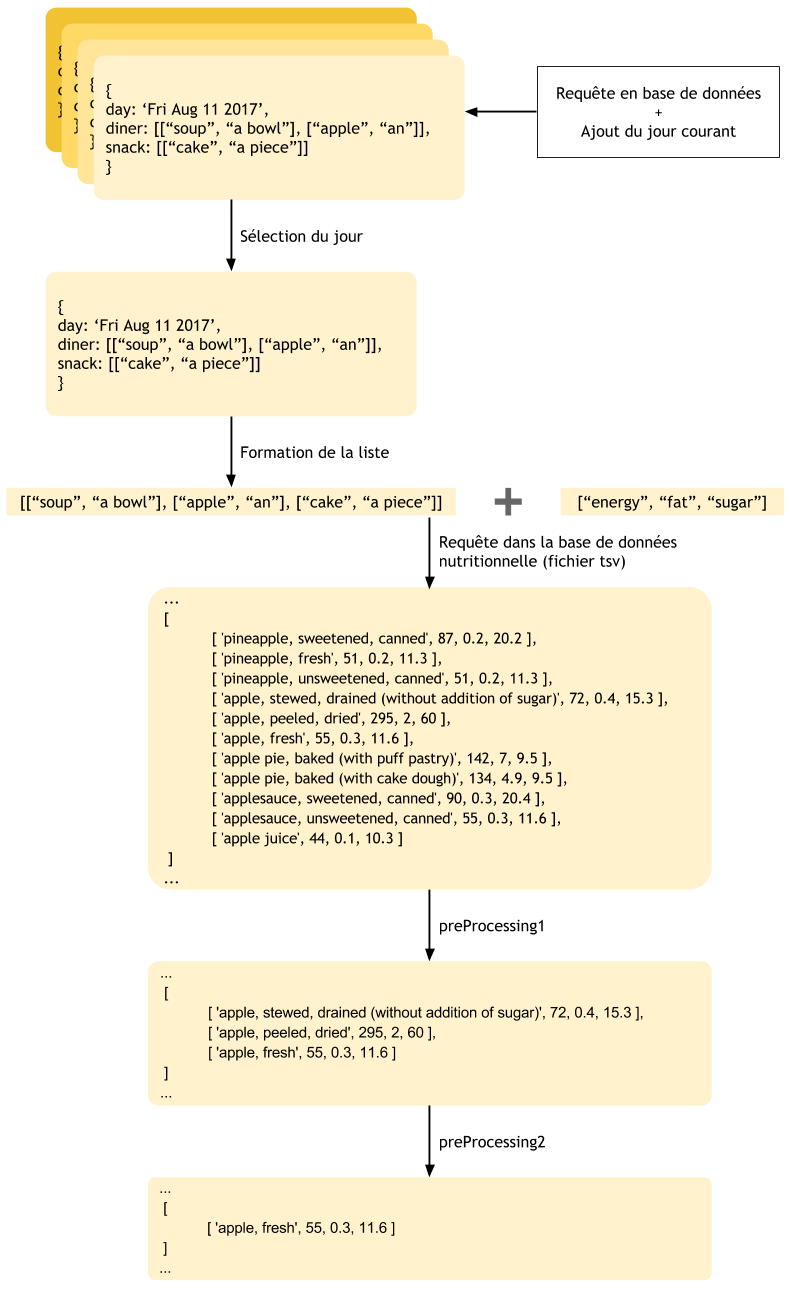 {
{
{
{
day: ‘Fri Aug 11 2017’,
diner: [[“soup”, “a bowl”], [“apple”, “an”]],
snack: [[“cake”, “a piece”]]
}
Requête en base de données
+
Ajout du jour courant
Sélection du jour
{
day: ‘Fri Aug 11 2017’,
diner: [[“soup”, “a bowl”], [“apple”, “an”]],
snack: [[“cake”, “a piece”]]
}
Formation de la liste
[[“soup”, “a bowl”], [“apple”, “an”], [“cake”, “a piece”]]
+
[“energy”, “fat”, “sugar”]
Requête dans la base de données
nutritionnelle (fichier tsv)
...
[
[ 'pineapple, sweetened, canned', 87, 0.2, 20.2 ],
[ 'pineapple, fresh', 51, 0.2, 11.3 ],
[ 'pineapple, unsweetened, canned', 51, 0.2, 11.3 ],
[ 'apple, stewed, drained (without addition of sugar)', 72, 0.4, 15.3 ],
[ 'apple, peeled, dried', 295, 2, 60 ],
[ 'apple, fresh', 55, 0.3, 11.6 ],
[ 'apple pie, baked (with puff pastry)', 142, 7, 9.5 ],
[ 'apple pie, baked (with cake dough)', 134, 4.9, 9.5 ],
[ 'applesauce, sweetened, canned', 90, 0.3, 20.4 ],
[ 'applesauce, unsweetened, canned', 55, 0.3, 11.6 ],
[ 'apple juice', 44, 0.1, 10.3 ]
]
...
preProcessing1
...
[
[ 'apple, stewed, drained (without addition of sugar)', 72, 0.4, 15.3 ],
[ 'apple, peeled, dried', 295, 2, 60 ],
[ 'apple, fresh', 55, 0.3, 11.6 ]
]
...
preProcessing2
...
[
[ 'apple, fresh', 55, 0.3, 11.6 ]
]
...